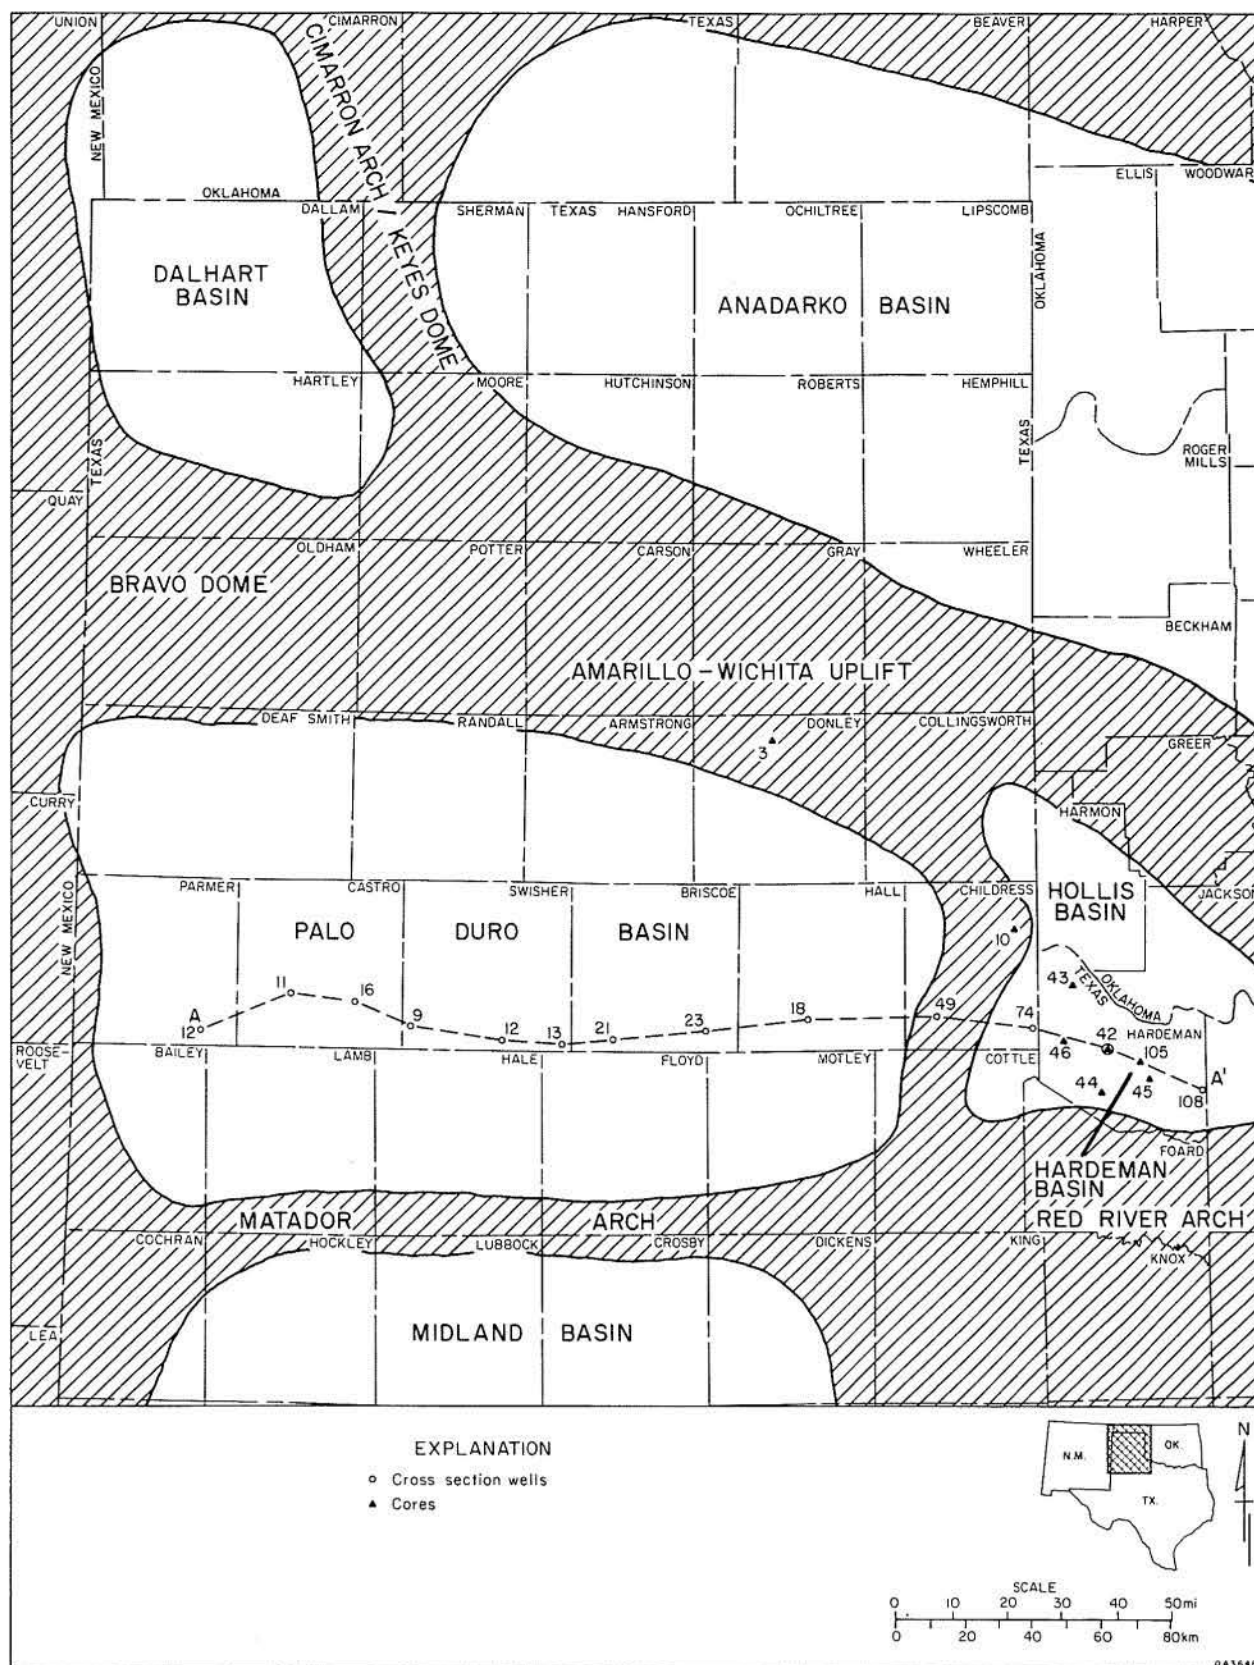 UNION
CIMARRON
TEXAS
BEAVER
HARPER
NEW MEXICO
CIMARRON ARCH / KEYES DOME
ELLIS
WOODWAR
OKLAHOMA
DALLAM
SHERMAN
TEXAS
HANSFORD
OCHILTREE
LIPSCOMB
OKLAHOMA
DALHART
BASIN
ANADARKO BASIN
HARTLEY
MOORE
HUTCHINSON
ROBERTS
HEMPHILL
TEXAS
TEXAS
ROGER
MILLS
QUAY
OLDHAM
POTTER
CARSON
GRAY
WHEELER
BRAVO DOME
BECKHAM
AMARILLO-WICHITA UPLIFT
DEAF SMITH
RANDALL
ARMSTRONG
DONLEY
COLLINGSWORTH
3
GREER
CURRY
HARMON
PARMER
CASTRO
SWISHER
BRISCOE
HALL
CHILDRESS
HOLLIS
BASIN
JACKSON
NEW MEXICO
PALO DURO BASIN
10
11
16
43
OKLAHOMA
TEXAS
A
12
9
12
13
21
23
18
49
74
42
HARDEMAN
ROOSE-
VELT
BAILEY
LAMB
HALE
FLOYD
MOTLEY
COTTLE
46
105
44
45
A'
108
FOARD
HARDEMAN
BASIN
MATADOR ARCH
RED RIVER ARCH
COCHRAN
HOCKLEY
LUBBOCK
CROSBY
DICKENS
KING
KNOX
LEA
MIDLAND BASIN
EXPLANATION
Cross section wells
Cores
N.M.
OK.
TX.
N
SCALE
0 10 20 30 40 50mi
0 20 40 60 80km